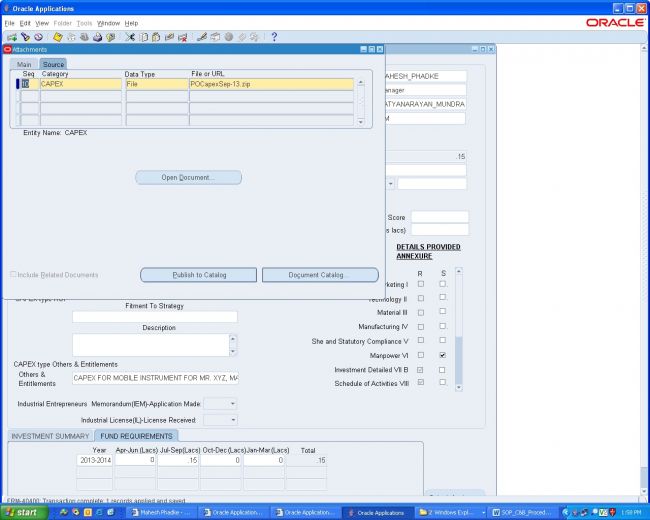 Oracle Applications
File Edit View Folder Tools Window Help
ORACLE
Attachments
Main Source
Seq Category Data Type File or URL
10 CAPEX File POCapexSep-13.zip
Entity Name: CAPEX
Open Document...
Include Related Documents
Publish to Catalog
Document Catalog...
AHESH_PHADKE
anager
ATYANARAYAN_MUNDRA
M
.15
Score
s lacs)
DETAILS PROVIDED
ANNEXURE
R S
rketing I
Technology II
Material III
Manufacturing IV
She and Statutory Compliance V
Manpower VI
Investment Detailed VII B
Schedule of Activities VIII
Fitment To Strategy
Description
CAPEX type Others & Entitlements
Others &
Entitlements
CAPEX FOR MOBILE INSTRUMENT FOR MR. XYZ, MA
Industrial Entrepreneurs Memorandum(IEM)-Application Made:
Industrial License(IL)-License Received:
INVESTMENT SUMMARY FUND REQUIREMENTS
Year Apr-Jun (Lacs) Jul-Sep(Lacs) Oct-Dec (Lacs) Jan-Mar (Lacs) Total
2013-2014 0 .15 0 0 .15
FRM-40400: Transaction complete: 1 records applied and saved.
start
Mahesh Phadke - ...
Oracle Application...
Oracle Application...
Oracle Applications
2 Windows Expl...
SOP_CNB_Proced...
1:59 PM